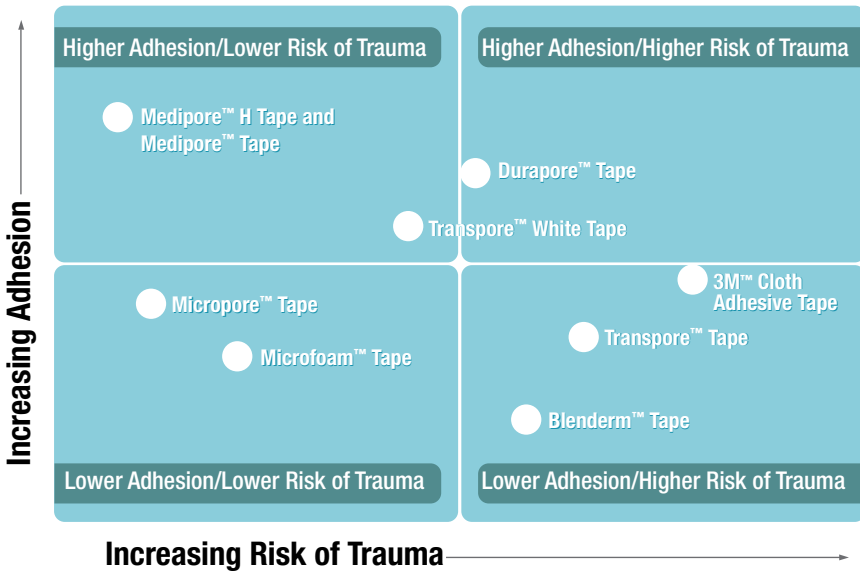 Higher Adhesion/Lower Risk of Trauma
Higher Adhesion/Higher Risk of Trauma
Medipore™ H Tape and
Medipore™ Tape
Durapore™ Tape
Transpore™ White Tape
Increasing Adhesion
Micropore™ Tape
Microfoam™ Tape
3M™ Cloth
Adhesive Tape
Transpore™ Tape
Blenderm™ Tape
Lower Adhesion/Lower Risk of Trauma
Lower Adhesion/Higher Risk of Trauma
Increasing Risk of Trauma